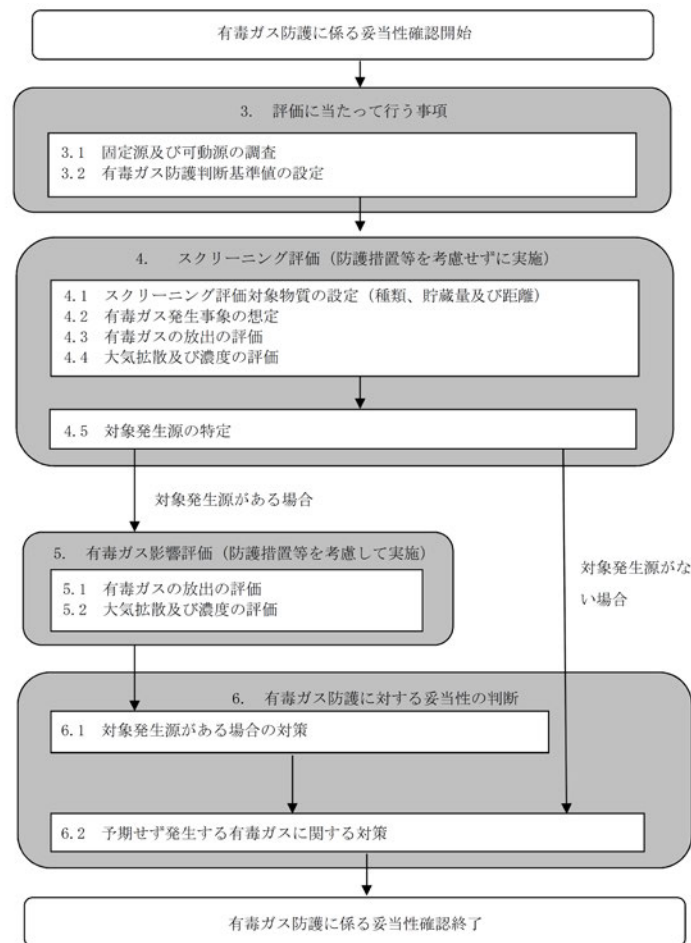 有毒ガス防護に係る妥当性確認開始
3. 評価に当たって行う事項
3.1 固定源及び可動源の調査
3.2 有毒ガス防護判断基準値の設定
4. スクリーニング評価（防護措置等を考慮せずに実施）
4.1 スクリーニング評価対象物質の設定（種類、貯蔵量及び距離）
4.2 有毒ガス発生事象の想定
4.3 有毒ガスの放出の評価
4.4 大気拡散及び濃度の評価
4.5 対象発生源の特定
対象発生源がある場合
5. 有毒ガス影響評価（防護措置等を考慮して実施）
5.1 有毒ガスの放出の評価
5.2 大気拡散及び濃度の評価
対象発生源がな
い場合
6. 有毒ガス防護に対する妥当性の判断
6.1 対象発生源がある場合の対策
6.2 予期せず発生する有毒ガスに関する対策
有毒ガス防護に係る妥当性確認終了